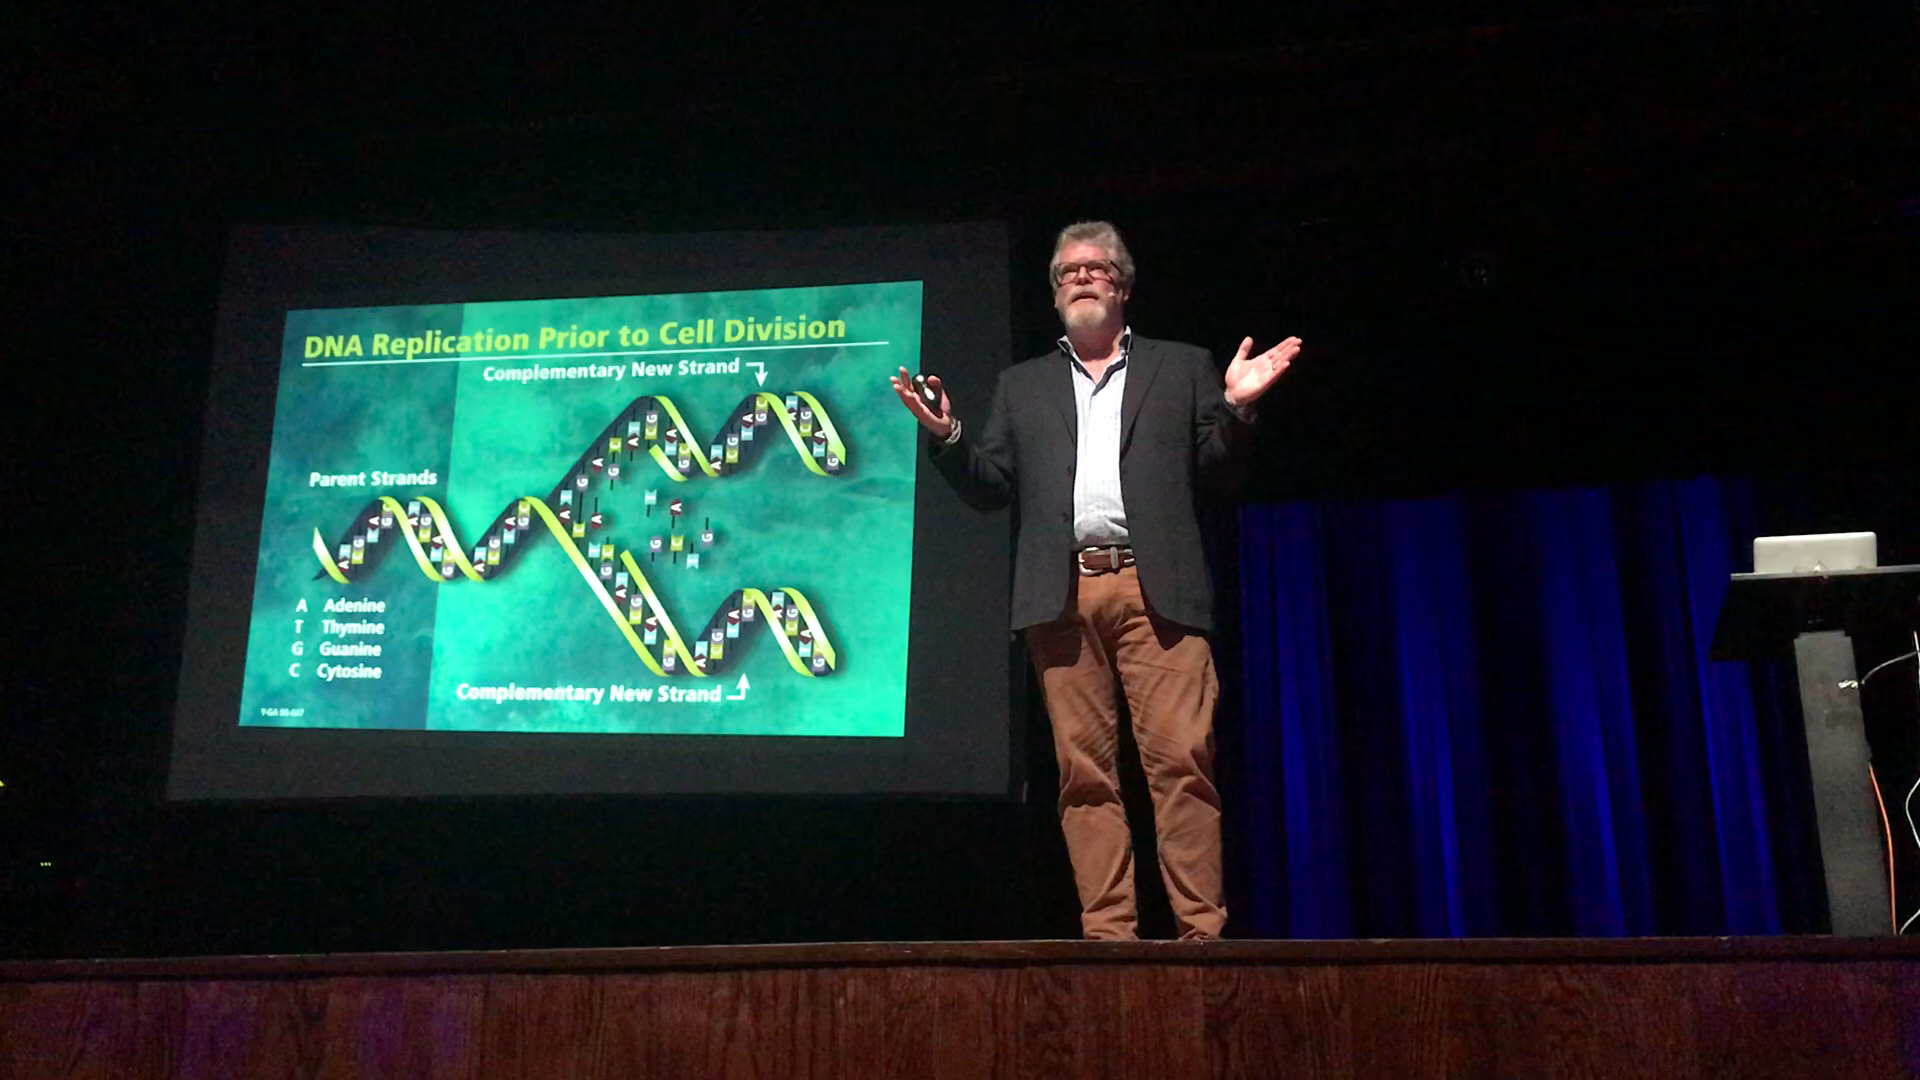 DNA Replication Prior to Cell Division
Complementary New Strand
Parent Strands
A Adenine
T Thymine
G Guanine
C Cytosine
Complementary New Strand